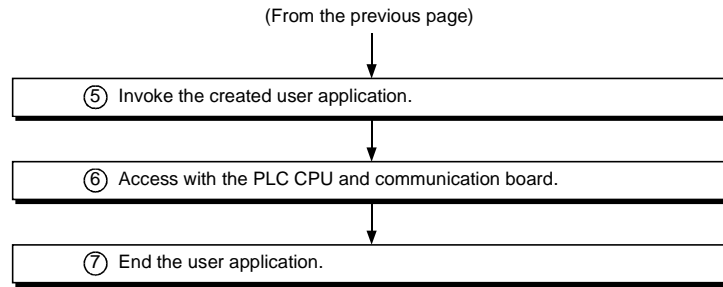 (From the previous page)
⑤ Invoke the created user application.
⑥ Access with the PLC CPU and communication board.
⑦ End the user application.